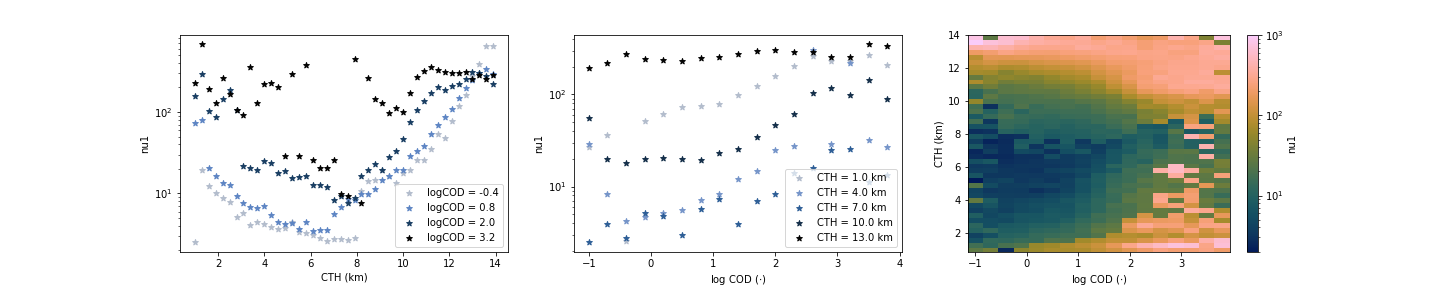 nu1
10³
10²
10¹
2
4
6
8
10
12
14
CTH (km)
logCOD = -0.4
logCOD = 0.8
logCOD = 2.0
logCOD = 3.2
nu1
10²
10¹
−1
0
1
2
3
4
log COD (·)
CTH = 1.0 km
CTH = 4.0 km
CTH = 7.0 km
CTH = 10.0 km
CTH = 13.0 km
CTH (km)
14
12
10
8
6
4
2
−1
0
1
2
3
log COD (·)
10³
10²
10¹
nu1